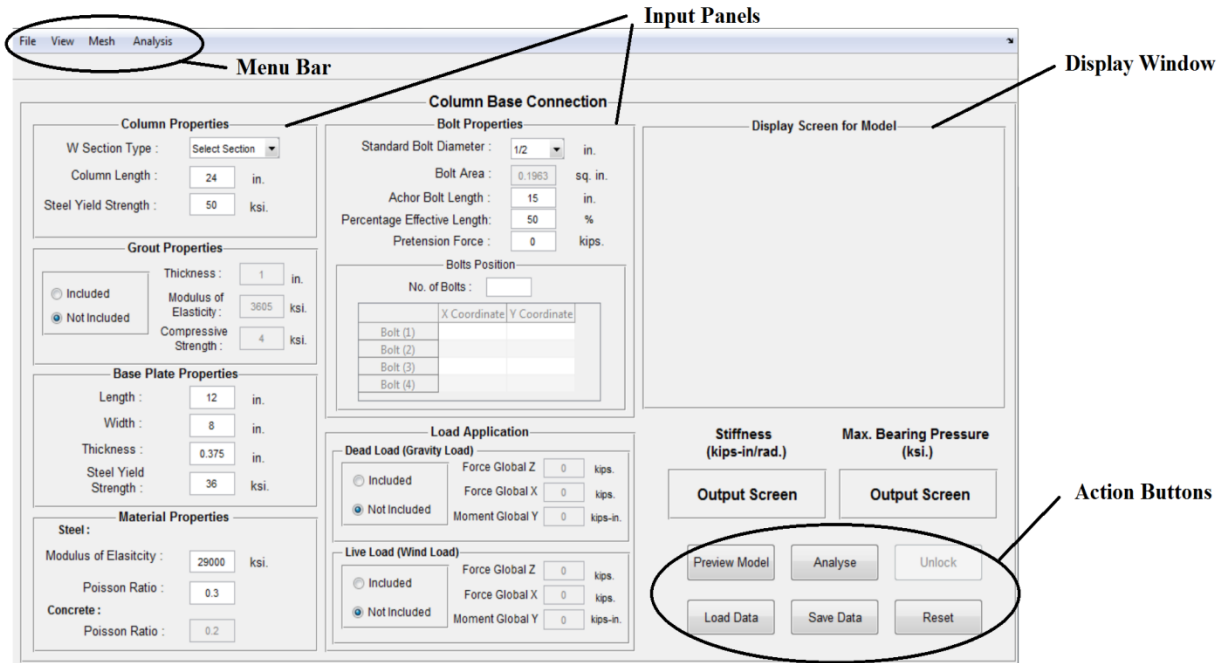 Input Panels
File View Mesh Analysis
Menu Bar
Display Window
Column Base Connection
Column Properties
W Section Type : Select Section
Column Length : 24 in.
Steel Yield Strength : 50 ksi.
Grout Properties
Included
Not Included
Thickness : 1 in.
Modulus of
Elasticity : 3605 ksi.
Compressive
Strength : 4 ksi.
Base Plate Properties
Length : 12 in.
Width : 8 in.
Thickness : 0.375 in.
Steel Yield
Strength : 36 ksi.
Material Properties
Steel :
Modulus of Elasitcity : 29000 ksi.
Poisson Ratio : 0.3
Concrete :
Poisson Ratio : 0.2
Bolt Properties
Standard Bolt Diameter : 1/2 in.
Bolt Area : 0.1963 sq. in.
Achor Bolt Length : 15 in.
Percentage Effective Length: 50 %
Pretension Force : 0 kips.
Bolts Position
No. of Bolts :
X Coordinate Y Coordinate
Bolt (1)
Bolt (2)
Bolt (3)
Bolt (4)
Load Application
Dead Load (Gravity Load)
Included
Not Included
Force Global Z 0 kips.
Force Global X 0 kips.
Moment Global Y 0 kips-in.
Live Load (Wind Load)
Included
Not Included
Force Global Z 0 kips.
Force Global X 0 kips.
Moment Global Y 0 kips-in.
Display Screen for Model
Stiffness
(kips-in/rad.)
Output Screen
Max. Bearing Pressure
(ksi.)
Output Screen
Action Buttons
Preview Model Analyse Unlock
Load Data Save Data Reset